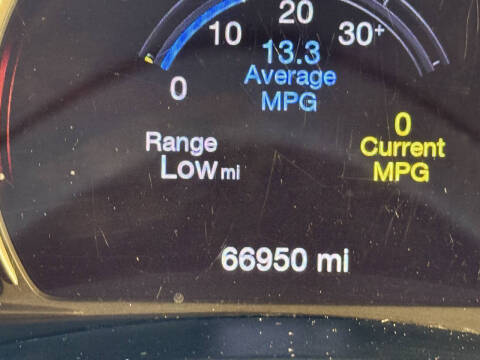 20
10
30+
13.3
Average
MPG
0
0
Current
MPG
Range
Low mi
66950 mi